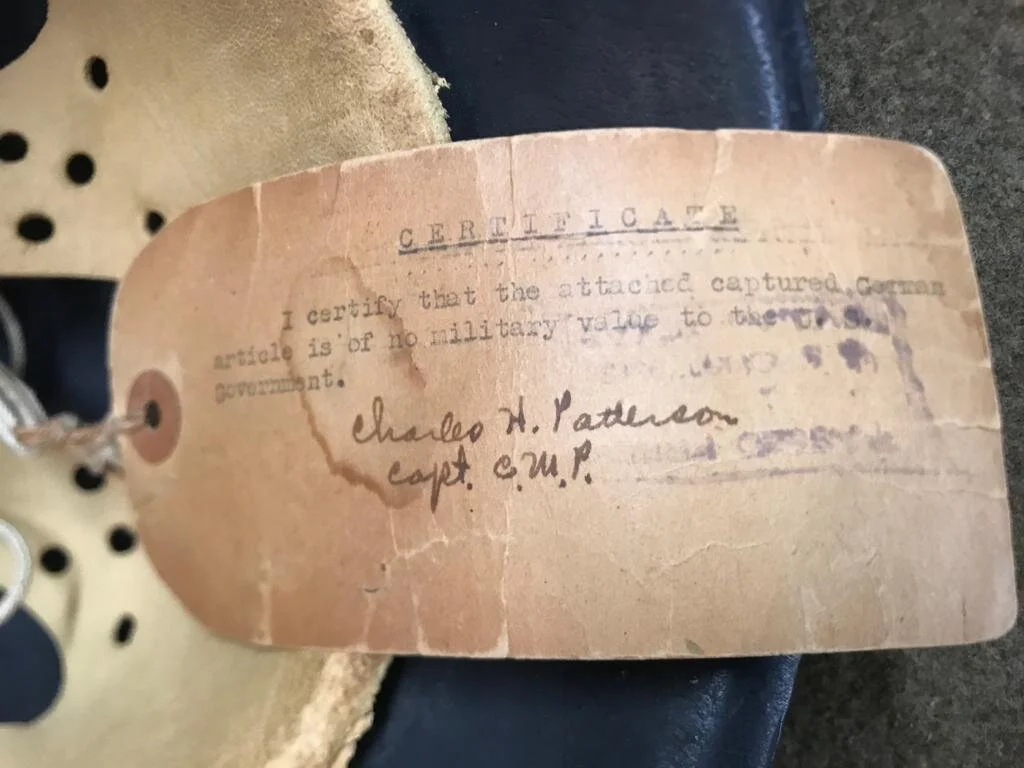 CERTIFICATE
I certify that the attached captured German
article is of no military value to the U. S.
government.
Charles H. Patterson
Capt. C.M.P.